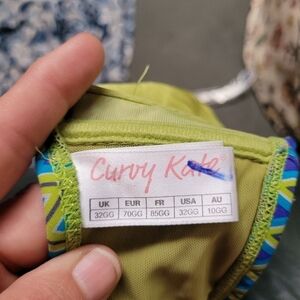 Curvy Kate
UK EUR FR USA AU
32GG 70GG 85GG 32GG 10GG